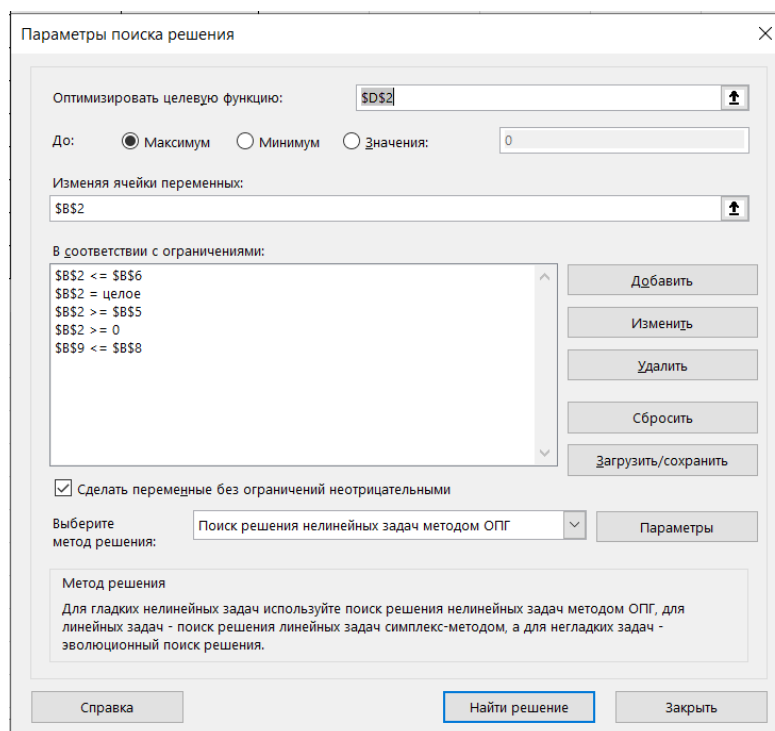 Параметры поиска решения
Оптимизировать целевую функцию:
$D$2
До:
Максимум
Минимум
Значения:
0
Изменяя ячейки переменных:
$B$2
В соответствии с ограничениями:
$B$2 <= $B$6
$B$2 = целое
$B$2 >= $B$5
$B$2 >= 0
$B$9 <= $B$8
Добавить
Изменить
Удалить
Сбросить
Загрузить/сохранить
Сделать переменные без ограничений неотрицательными
Выберите
метод решения:
Поиск решения нелинейных задач методом ОПГ
Параметры
Метод решения
Для гладких нелинейных задач используйте поиск решения нелинейных задач методом ОПГ, для
линейных задач - поиск решения линейных задач симплекс-методом, а для негладких задач -
эволюционный поиск решения.
Справка
Найти решение
Закрыть